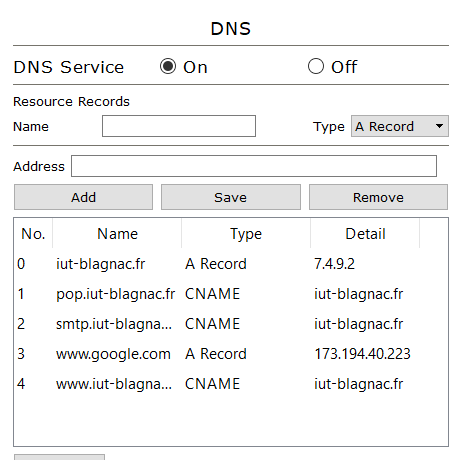 DNS
DNS Service On Off
Resource Records
Name Type A Record
Address
Add Save Remove
No. Name Type Detail
0 iut-blagnac.fr A Record 7.4.9.2
1 pop.iut-blagnac.fr CNAME iut-blagnac.fr
2 smtp.iut-blagna... CNAME iut-blagnac.fr
3 www.google.com A Record 173.194.40.223
4 www.iut-blagna... CNAME iut-blagnac.fr